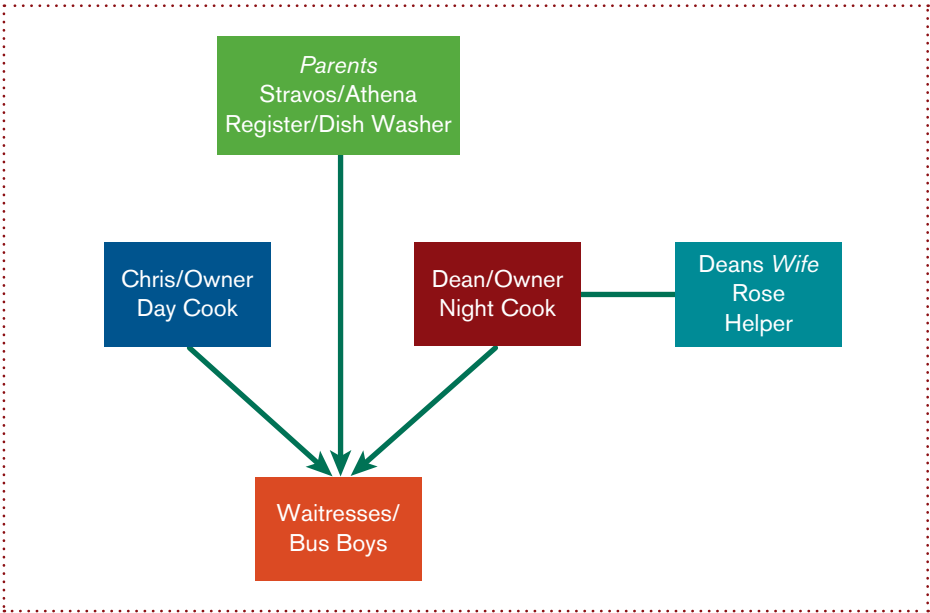 Parents
Stravos/Athena
Register/Dish Washer
Chris/Owner
Day Cook
Dean/Owner
Night Cook
Deans Wife
Rose
Helper
Waitresses/
Bus Boys